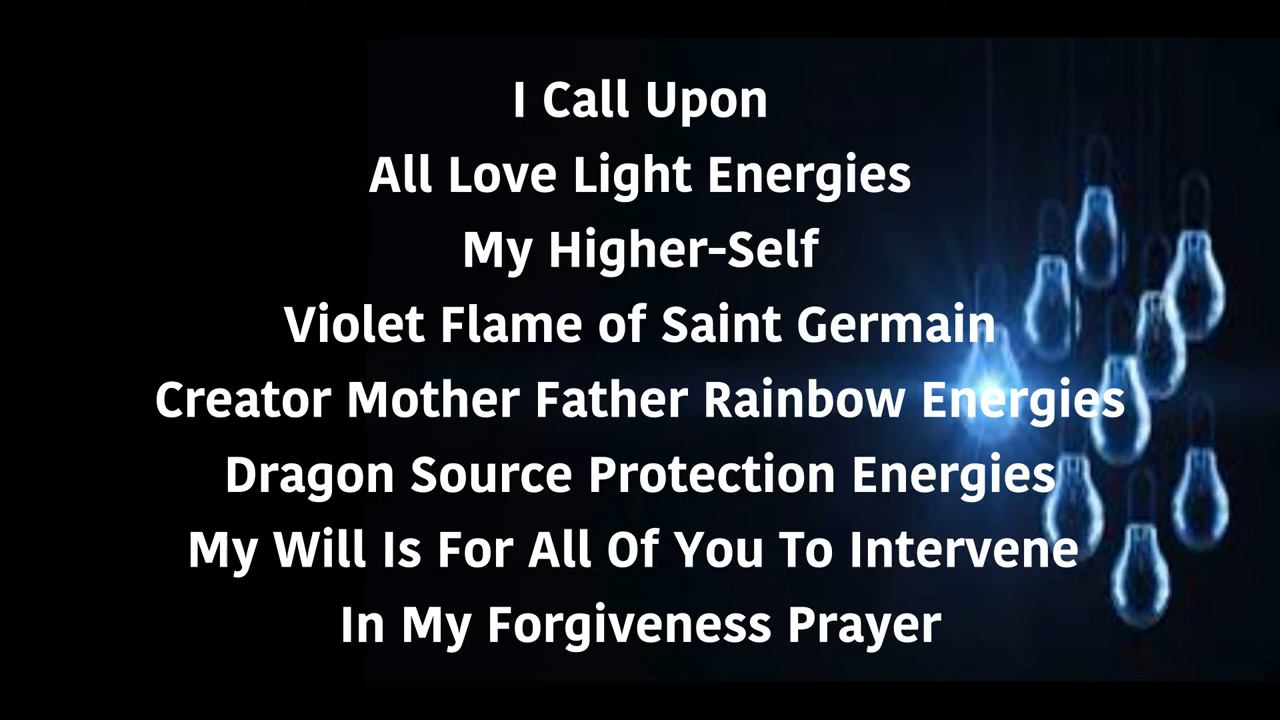 I Call Upon
All Love Light Energies
My Higher-Self
Violet Flame of Saint Germain
Creator Mother Father Rainbow Energies
Dragon Source Protection Energies
My Will Is For All Of You To Intervene
In My Forgiveness Prayer